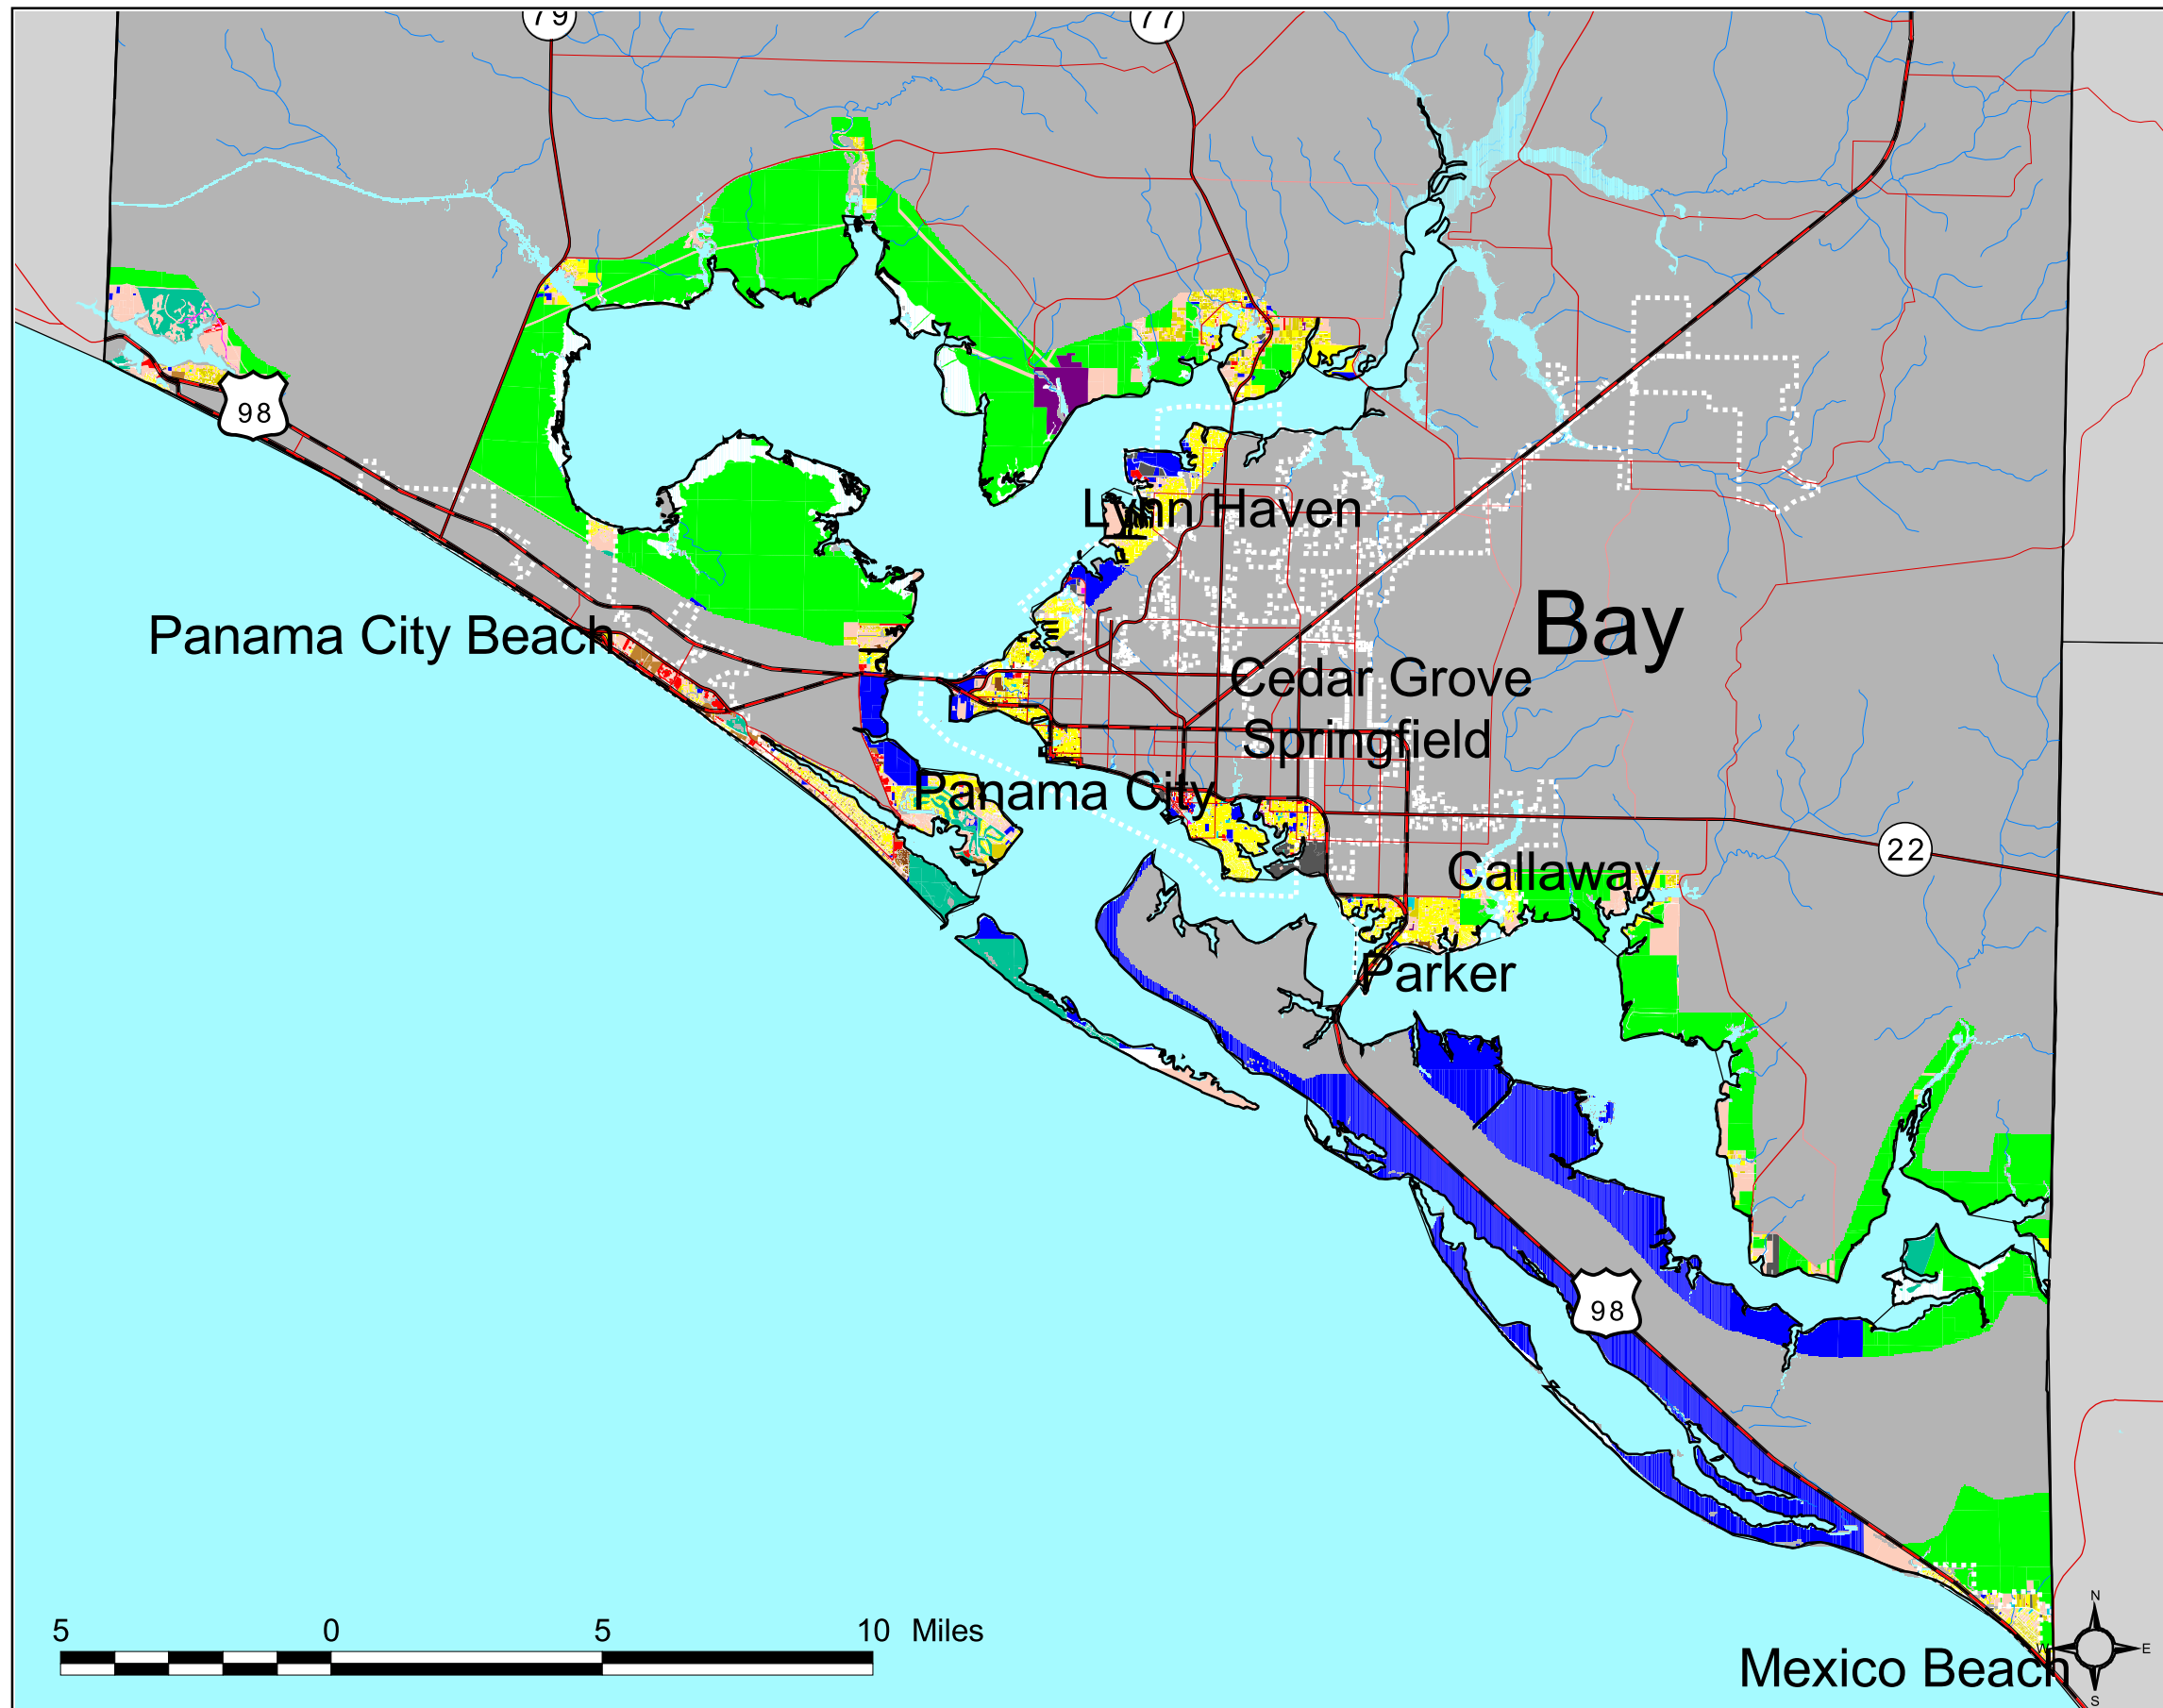 79
77
98
Lynn Haven
Bay
Panama City Beach
Cedar Grove
Springfield
Panama City
22
Callaway
Parker
98
5 0 5 10 Miles
N
W E
S
Mexico Beach